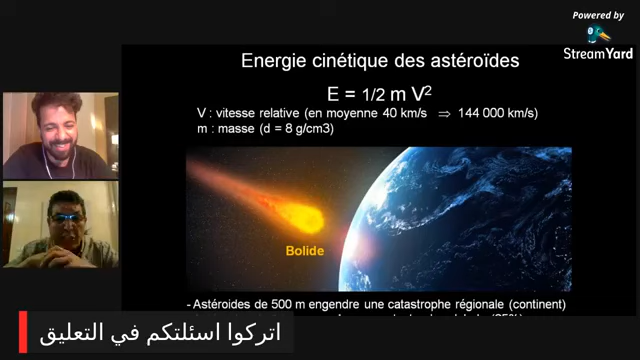 Powered by
StreamYard
Energie cinétique des astéroïdes
E = 1/2 m V²
V : vitesse relative (en moyenne 40 km/s ⇒ 144 000 km/s)
m : masse (d = 8 g/cm3)
Bolide
- Astéroides de 500 m engendre une catastrophe régionale (continent)
اتركوا اسئلتكم في التعليق